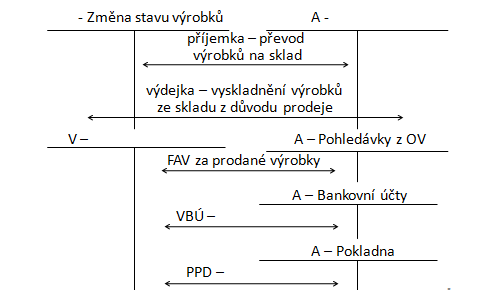 - Změna stavu výrobků A -
příjemka – převod
výrobků na sklad
výdejka – vyskladnění výrobků
ze skladu z důvodu prodeje
V – A – Pohledávky z OV
FAV za prodané výrobky
A – Bankovní účty
VBÚ –
A – Pokladna
PPD –